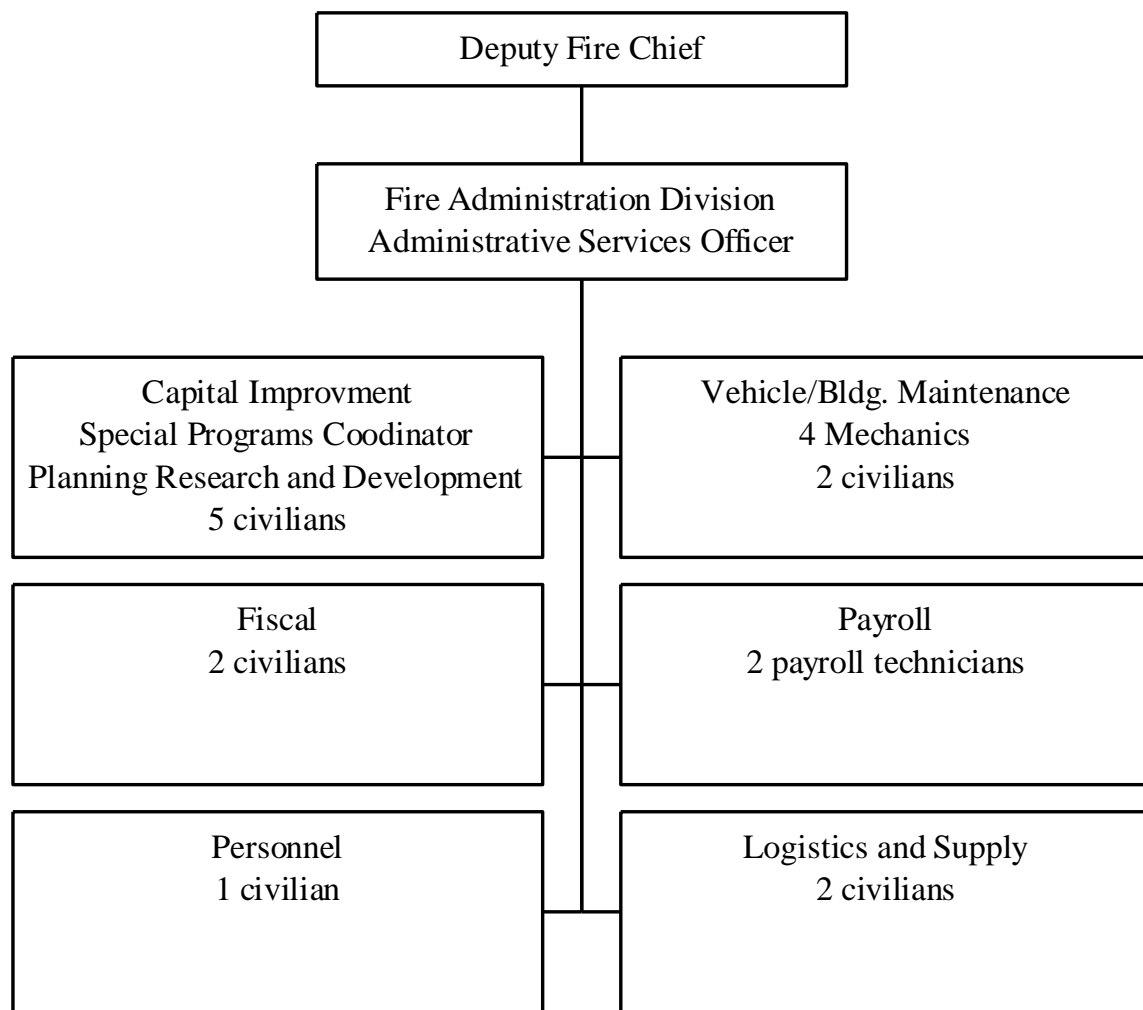 Deputy Fire Chief
Fire Administration Division
Administrative Services Officer
Capital Improvment
Special Programs Coodinator
Planning Research and Development
5 civilians
Vehicle/Bldg. Maintenance
4 Mechanics
2 civilians
Fiscal
2 civilians
Payroll
2 payroll technicians
Personnel
1 civilian
Logistics and Supply
2 civilians